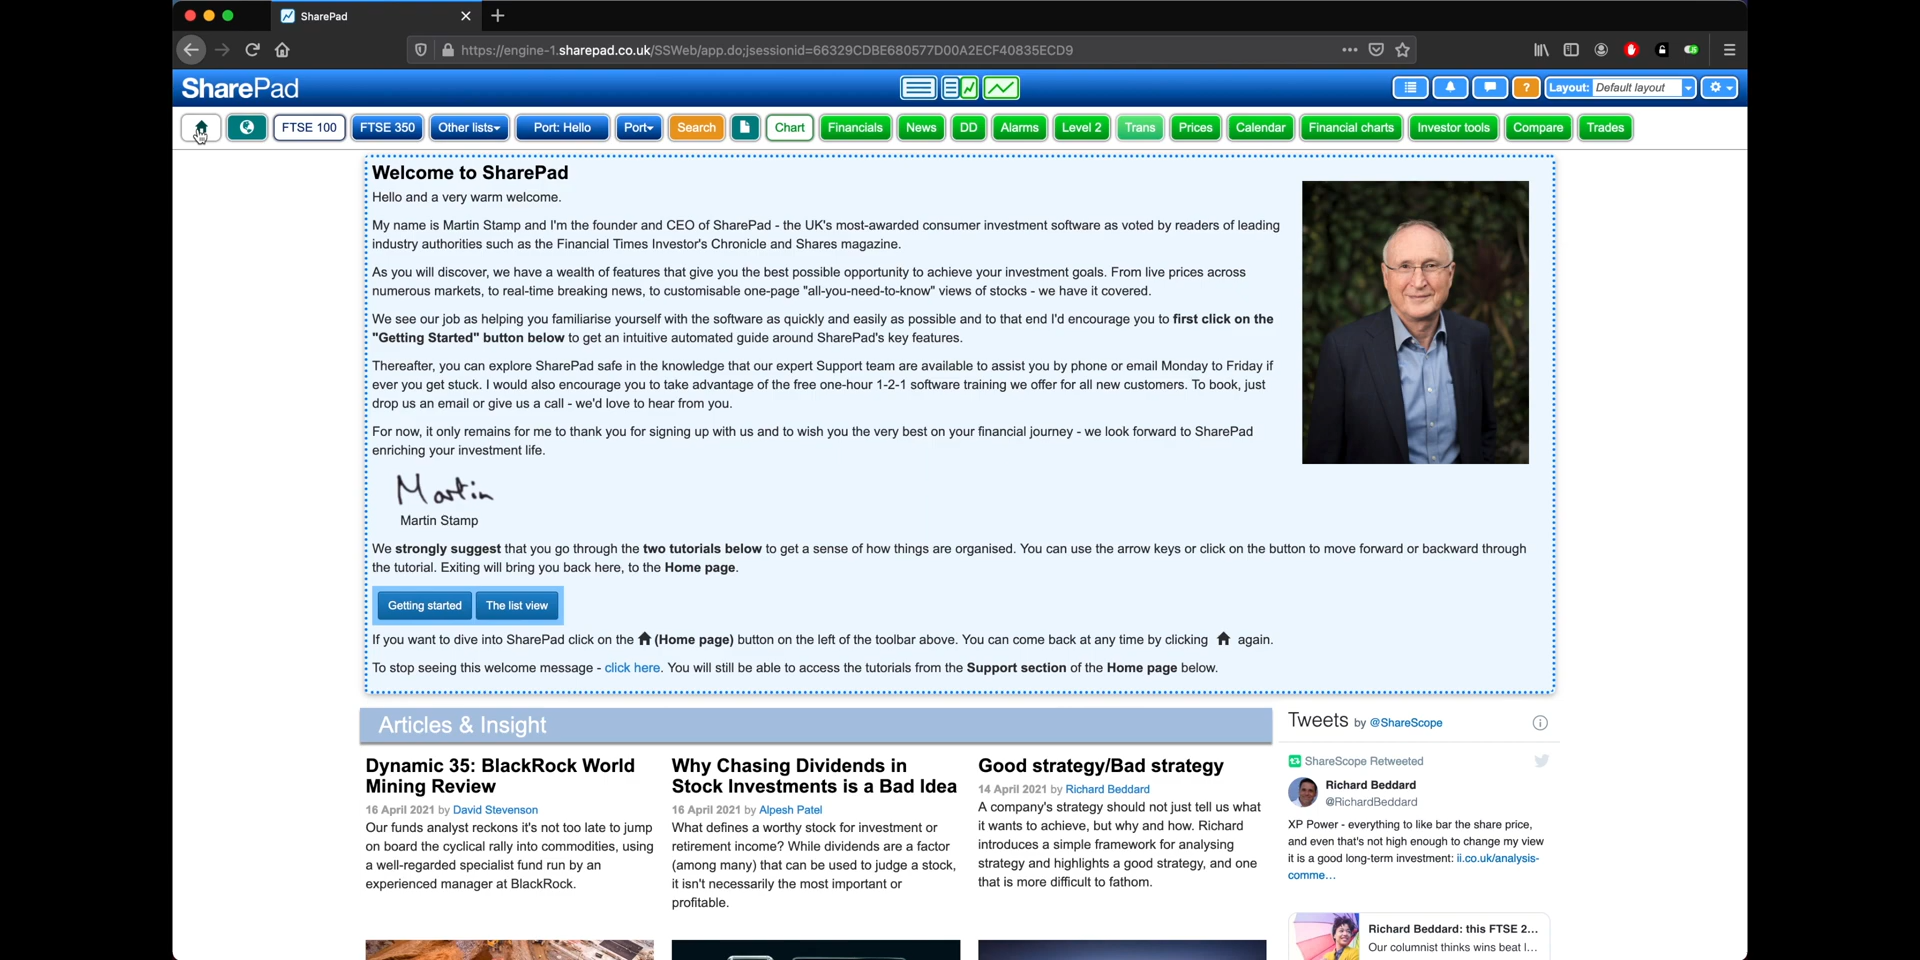 SharePad
https://engine-1.sharepad.co.uk/SSWeb/app.do;jsessionid=66329CDBE680577D00A2ECF40835ECD9
SharePad
Layout: Default layout
FTSE 100 FTSE 350 Other lists Port: Hello Port Search Chart Financials News DD Alarms Level 2 Trans Prices Calendar Financial charts Investor tools Compare Trades
Welcome to SharePad
Hello and a very warm welcome.
My name is Martin Stamp and I'm the founder and CEO of SharePad - the UK's most-awarded consumer investment software as voted by readers of leading
industry authorities such as the Financial Times Investor's Chronicle and Shares magazine.
As you will discover, we have a wealth of features that give you the best possible opportunity to achieve your investment goals. From live prices across
numerous markets, to real-time breaking news, to customisable one-page "all-you-need-to-know" views of stocks - we have it covered.
We see our job as helping you familiarise yourself with the software as quickly and easily as possible and to that end I'd encourage you to first click on the
"Getting Started" button below to get an intuitive automated guide around SharePad's key features.
Thereafter, you can explore SharePad safe in the knowledge that our expert Support team are available to assist you by phone or email Monday to Friday if
ever you get stuck. I would also encourage you to take advantage of the free one-hour 1-2-1 software training we offer for all new customers. To book, just
drop us an email or give us a call - we'd love to hear from you.
For now, it only remains for me to thank you for signing up with us and to wish you the very best on your financial journey - we look forward to SharePad
enriching your investment life.
Martin
Martin Stamp
We strongly suggest that you go through the two tutorials below to get a sense of how things are organised. You can use the arrow keys or click on the button to move forward or backward through
the tutorial. Exiting will bring you back here, to the Home page.
Getting started The list view
If you want to dive into SharePad click on the (Home page) button on the left of the toolbar above. You can come back at any time by clicking again.
To stop seeing this welcome message - click here. You will still be able to access the tutorials from the Support section of the Home page below.
Articles & Insight
Dynamic 35: BlackRock World
Mining Review
16 April 2021 by David Stevenson
Our funds analyst reckons it's not too late to jump
on board the cyclical rally into commodities, using
a well-regarded specialist fund run by an
experienced manager at BlackRock.
Why Chasing Dividends in
Stock Investments is a Bad Idea
16 April 2021 by Alpesh Patel
What defines a worthy stock for investment or
retirement income? While dividends are a factor
(among many) that can be used to judge a stock,
it isn't necessarily the most important or
profitable.
Good strategy/Bad strategy
14 April 2021 by Richard Beddard
A company's strategy should not just tell us what
it wants to achieve, but why and how. Richard
introduces a simple framework for analysing
strategy and highlights a good strategy, and one
that is more difficult to fathom.
Tweets by @ShareScope
ShareScope Retweeted
Richard Beddard
@RichardBeddard
XP Power - everything to like bar the share price,
and even that's not high enough to change my view
it is a good long-term investment: ii.co.uk/analysis-
comme…
Richard Beddard: this FTSE 2...
Our columnist thinks wins beat l...